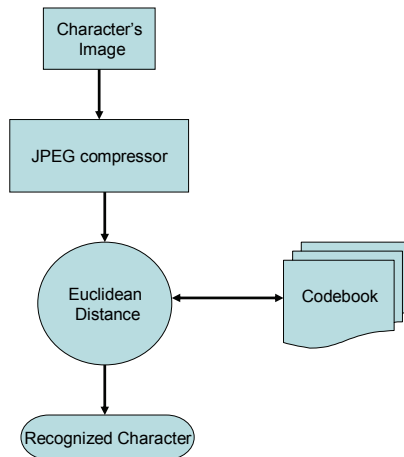 Character's
Image
JPEG compressor
Euclidean
Distance
Codebook
Recognized Character